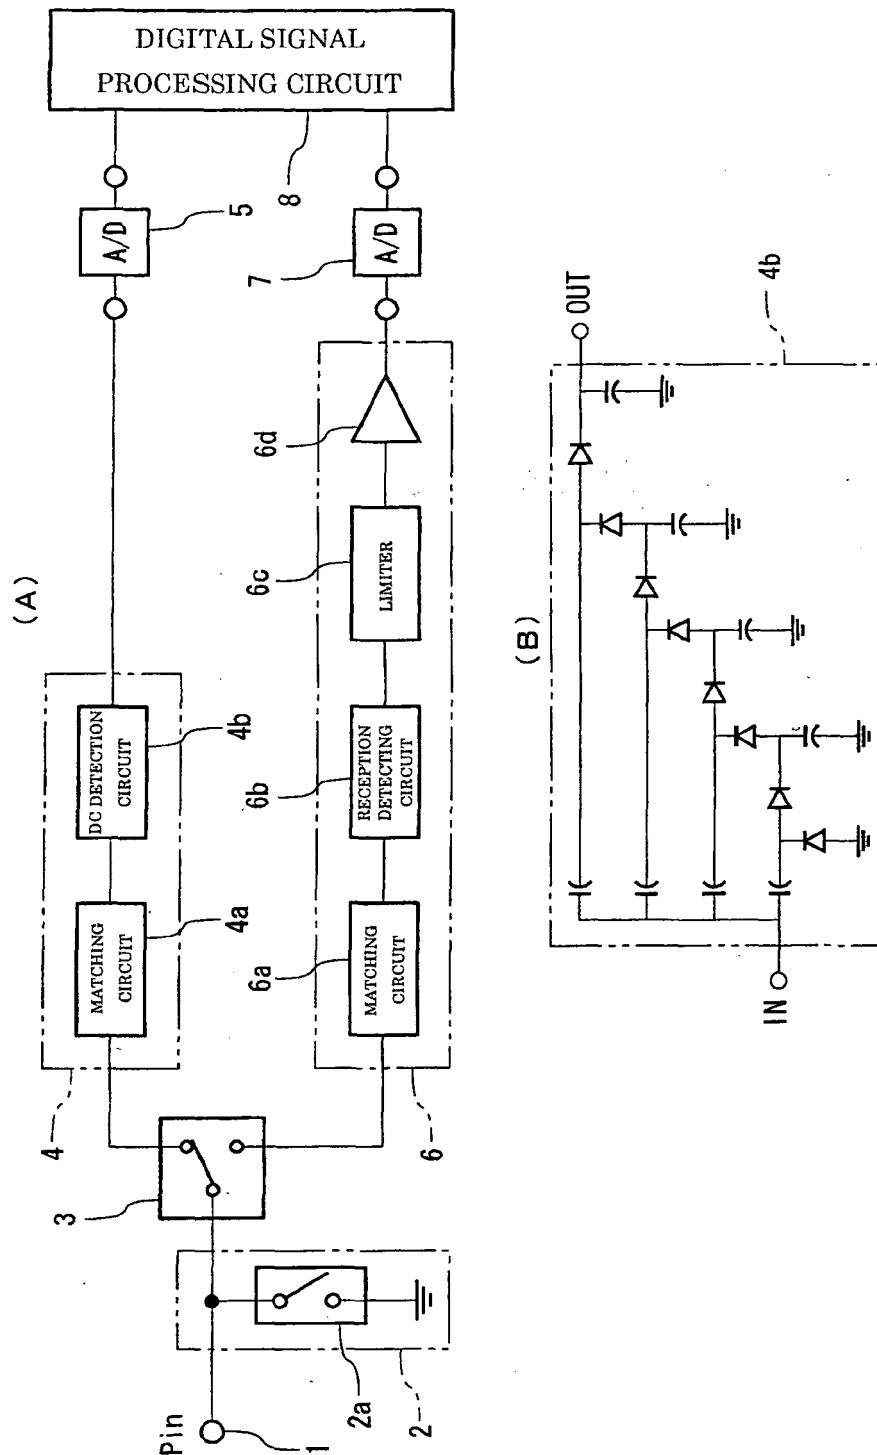 (A)
DIGITAL SIGNAL
PROCESSING CIRCUIT
8
A/D
5
A/D
7
DC DETECTION
CIRCUIT
4b
MATCHING
CIRCUIT
4a
4
6d
LIMITER
6c
RECEPTION
DETECTING
CIRCUIT
6b
MATCHING
CIRCUIT
6a
6
3
2a
2
Pin
1
(B)
OUT
4b
IN